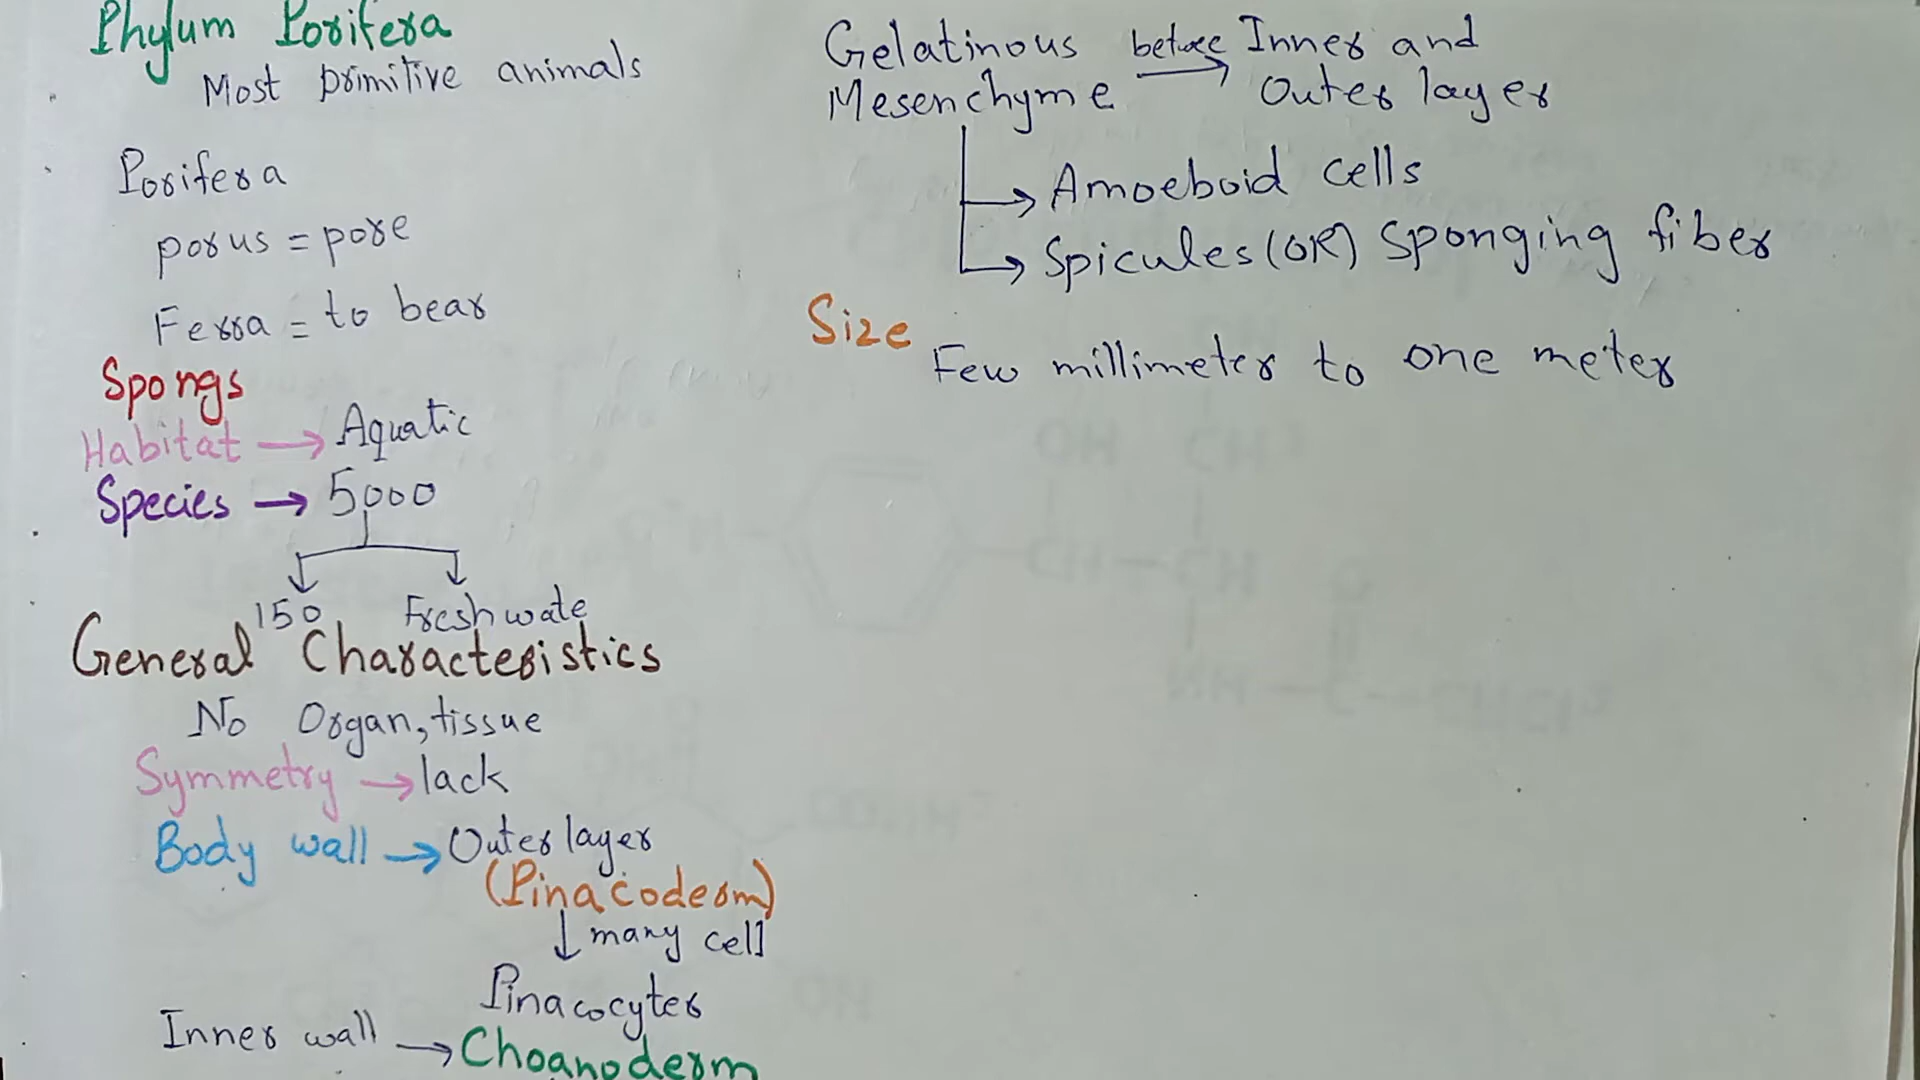 Phylum Porifera
Most primitive animals
Porifera
porus = pore
Ferra = to bear
Spongs
Habitat → Aquatic
Species → 5000
150 Freshwate
General Characteristics
No Organ, tissue
Symmetry → lack
Body wall → Outer layer
(Pinacoderm)
↓ many cell
Pinacocyter
Inner wall → Choanoderm
Gelatinous betwee Inner and
Mesenchyme → Outer layer
→ Amoeboid cells
→ Spicules (OR) Sponging fiber
Size
Few millimeter to one meter